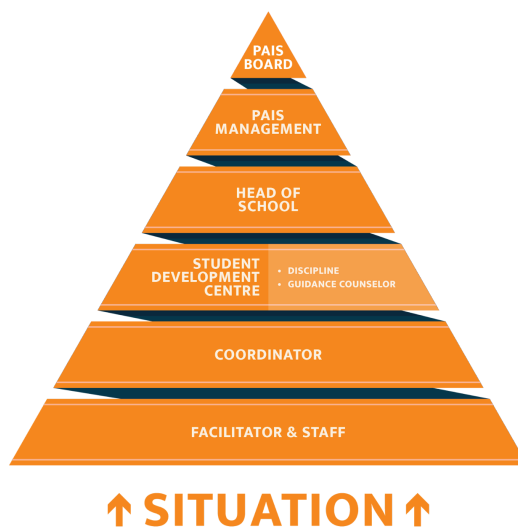 PAIS
BOARD
PAIS
MANAGEMENT
HEAD OF
SCHOOL
STUDENT
DEVELOPMENT
CENTRE
• DISCIPLINE
• GUIDANCE COUNSELOR
COORDINATOR
FACILITATOR & STAFF
↑ SITUATION ↑